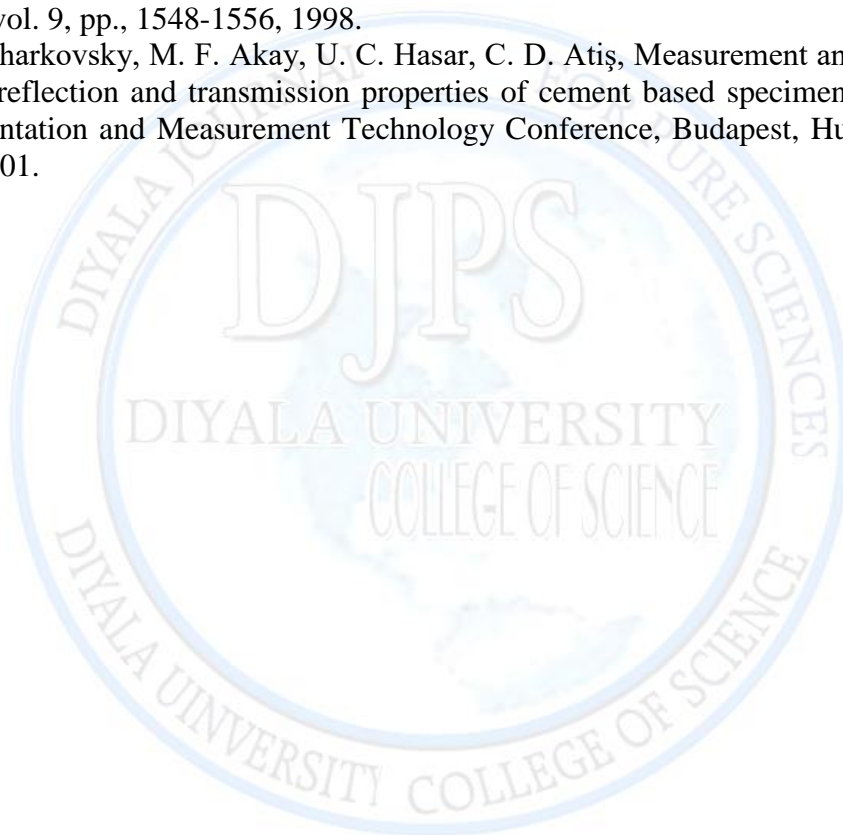 vol. 9, pp., 1548-1556, 1998.
harkovsky, M. F. Akay, U. C. Hasar, C. D. Atiş, Measurement an
reflection and transmission properties of cement based specimen
ntation and Measurement Technology Conference, Budapest, Hu
01.
DIYALA JOURNAL FOR PURE SCIENCES
DJPS
DIYALA UNIVERSITY
COLLEGE OF SCIENCE
DIYALA UINVERSITY COLLEGE OF SCIENCE